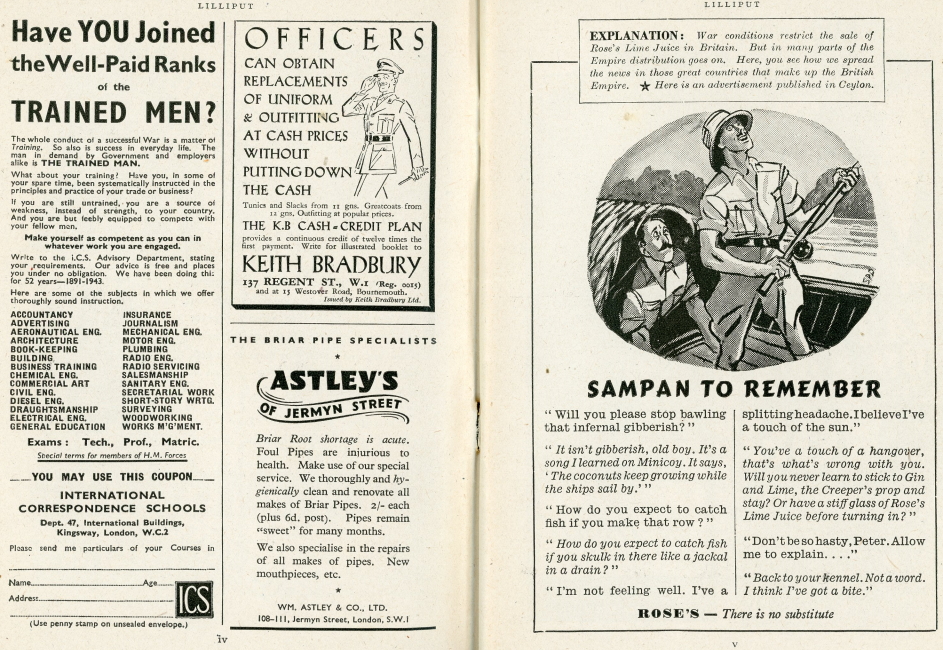 LILLIPUT
Have YOU Joined
the Well-Paid Ranks
of the
TRAINED MEN?
The whole conduct of a successful War is a matter of
Training. So also is success in everyday life. The
man in demand by Government and employers
alike is THE TRAINED MAN.
What about your training? Have you, in some of
your spare time, been systematically instructed in the
principles and practice of your trade or business?
If you are still untrained, you are a source of
weakness, instead of strength, to your country.
And you are but feebly equipped to compete with
your fellow men.
Make yourself as competent as you can in
whatever work you are engaged.
Write to the I.C.S. Advisory Department, stating
your requirements. Our advice is free and places
you under no obligation. We have been doing this
for 52 years—1891-1943.
Here are some of the subjects in which we offer
thoroughly sound instruction.
ACCOUNTANCY
ADVERTISING
AERONAUTICAL ENG.
ARCHITECTURE
BOOK-KEEPING
BUILDING
BUSINESS TRAINING
CHEMICAL ENG.
COMMERCIAL ART
CIVIL ENG.
DIESEL ENG.
DRAUGHTSMANSHIP
ELECTRICAL ENG.
GENERAL EDUCATION
INSURANCE
JOURNALISM
MECHANICAL ENG.
MOTOR ENG.
PLUMBING
RADIO ENG.
RADIO SERVICING
SALESMANSHIP
SANITARY ENG.
SECRETARIAL WORK
SHORT-STORY WRTG.
SURVEYING
WOODWORKING
WORKS M'G'MENT.
Exams: Tech., Prof., Matric.
Special terms for members of H.M. Forces
YOU MAY USE THIS COUPON
INTERNATIONAL
CORRESPONDENCE SCHOOLS
Dept. 47, International Buildings,
Kingsway, London, W.C.2
Please send me particulars of your Courses in
Name Age
Address
ICS
(Use penny stamp on unsealed envelope.)
iv
OFFICERS
CAN OBTAIN
REPLACEMENTS
OF UNIFORM
& OUTFITTING
AT CASH PRICES
WITHOUT
PUTTING DOWN
THE CASH
Tunics and Slacks from 11 gns. Greatcoats from
12 gns. Outfitting at popular prices.
THE K.B CASH-CREDIT PLAN
provides a continuous credit of twelve times the
first payment. Write for illustrated booklet to
KEITH BRADBURY
137 REGENT ST., W.1 (Reg. 0015)
and at 15 Westover Road, Bournemouth.
Issued by Keith Bradbury Ltd.
THE BRIAR PIPE SPECIALISTS
ASTLEY'S
OF JERMYN STREET
Briar Root shortage is acute.
Foul Pipes are injurious to
health. Make use of our special
service. We thoroughly and hy-
gienically clean and renovate all
makes of Briar Pipes. 2/- each
(plus 6d. post). Pipes remain
“sweet” for many months.
We also specialise in the repairs
of all makes of pipes. New
mouthpieces, etc.
WM. ASTLEY & CO., LTD.
108-111, Jermyn Street, London, S.W.1
LILLIPUT
EXPLANATION: War conditions restrict the sale of
Rose's Lime Juice in Britain. But in many parts of the
Empire distribution goes on. Here, you see how we spread
the news in those great countries that make up the British
Empire. ★ Here is an advertisement published in Ceylon.
SAMPAN TO REMEMBER
“Will you please stop bawling
that infernal gibberish?”
“It isn't gibberish, old boy. It's a
song I learned on Minicoy. It says,
‘The coconuts keep growing while
the ships sail by.’”
“How do you expect to catch
fish if you make that row?”
“How do you expect to catch fish
if you skulk in there like a jackal
in a drain?”
“I'm not feeling well. I've a
splitting headache. I believe I've
a touch of the sun.”
“You've a touch of a hangover,
that's what's wrong with you.
Will you never learn to stick to Gin
and Lime, the Creeper's prop and
stay? Or have a stiff glass of Rose's
Lime Juice before turning in?”
“Don't be so hasty, Peter. Allow
me to explain. . . .”
“Back to your kennel. Not a word.
I think I've got a bite.”
ROSE'S — There is no substitute
v